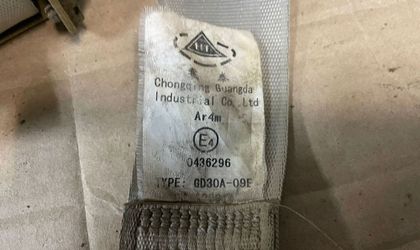 Chongqing Guangda
Industrial Co.,Ltd
Ar4m
E4
0436296
TYPE: GD30A-09E